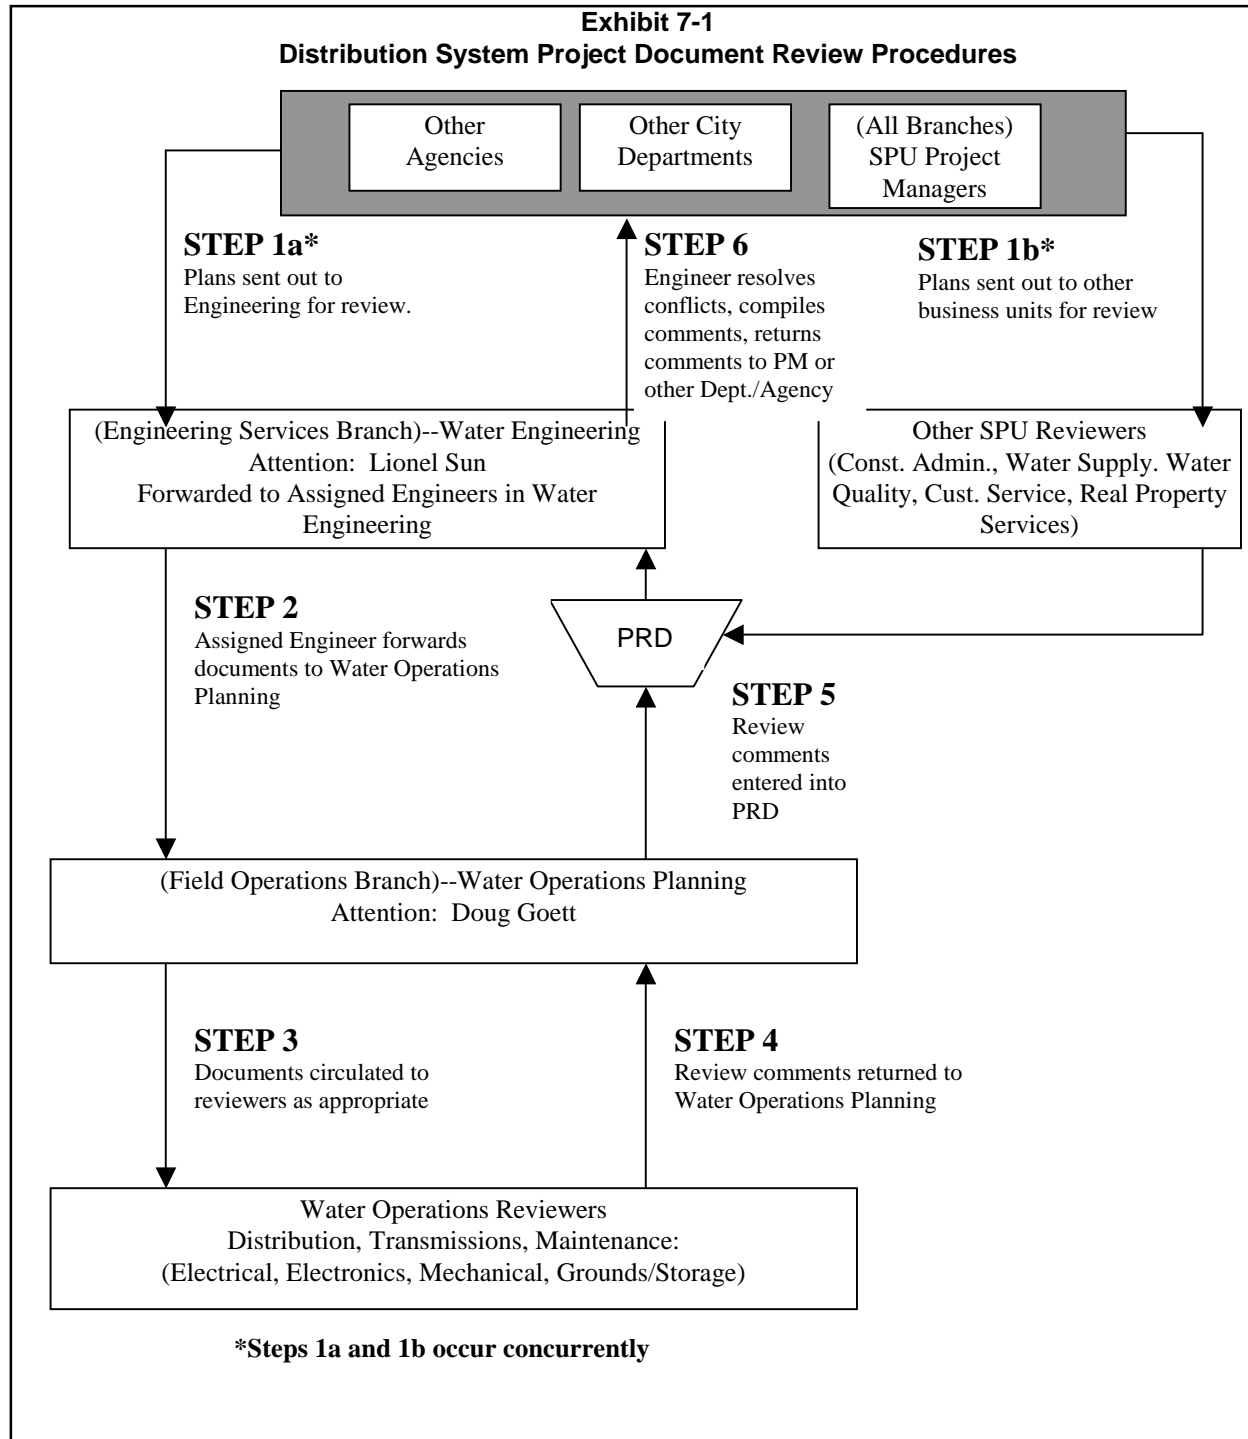 Exhibit 7-1
Distribution System Project Document Review Procedures
Other
Agencies
Other City
Departments
(All Branches)
SPU Project
Managers
STEP 1a*
Plans sent out to
Engineering for review.
STEP 6
Engineer resolves
conflicts, compiles
comments, returns
comments to PM or
other Dept./Agency
STEP 1b*
Plans sent out to other
business units for review
(Engineering Services Branch)--Water Engineering
Attention: Lionel Sun
Forwarded to Assigned Engineers in Water
Engineering
Other SPU Reviewers
(Const. Admin., Water Supply. Water
Quality, Cust. Service, Real Property
Services)
STEP 2
Assigned Engineer forwards
documents to Water Operations
Planning
PRD
STEP 5
Review
comments
entered into
PRD
(Field Operations Branch)--Water Operations Planning
Attention: Doug Goett
STEP 3
Documents circulated to
reviewers as appropriate
STEP 4
Review comments returned to
Water Operations Planning
Water Operations Reviewers
Distribution, Transmissions, Maintenance:
(Electrical, Electronics, Mechanical, Grounds/Storage)
*Steps 1a and 1b occur concurrently